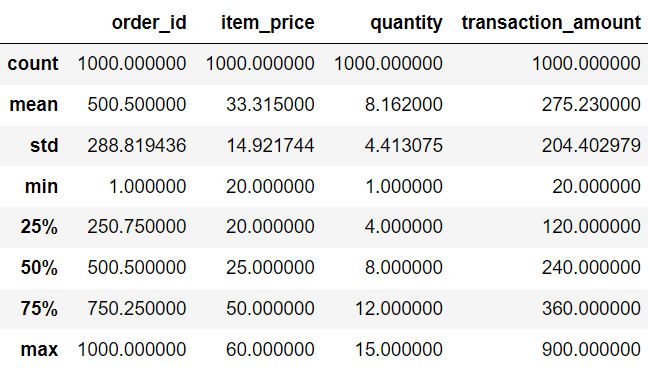 order_id item_price quantity transaction_amount
count 1000.000000 1000.000000 1000.000000 1000.000000
mean 500.500000 33.315000 8.162000 275.230000
std 288.819436 14.921744 4.413075 204.402979
min 1.000000 20.000000 1.000000 20.000000
25% 250.750000 20.000000 4.000000 120.000000
50% 500.500000 25.000000 8.000000 240.000000
75% 750.250000 50.000000 12.000000 360.000000
max 1000.000000 60.000000 15.000000 900.000000